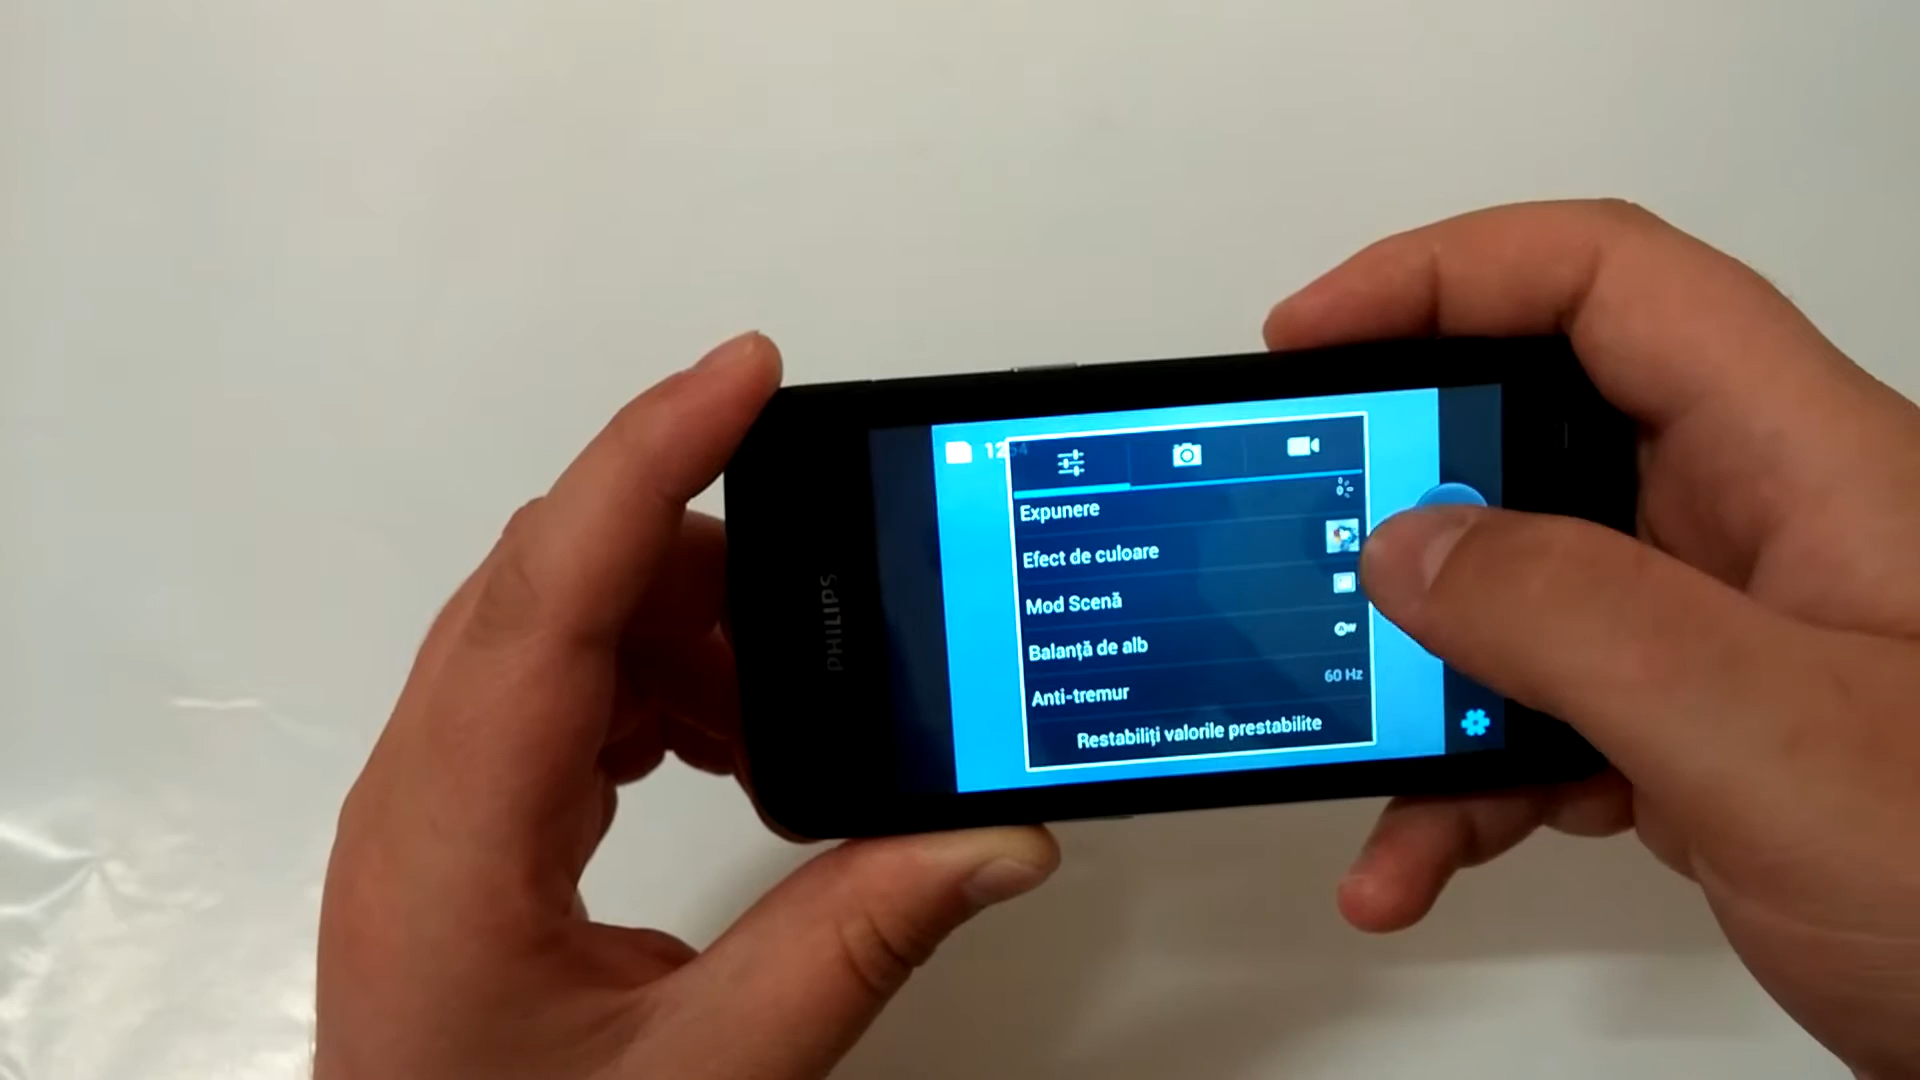 PHILIPS
Expunere
Efect de culoare
Mod Scenă
Balanță de alb
Anti-tremur
60 Hz
Restabiliți valorile prestabilite